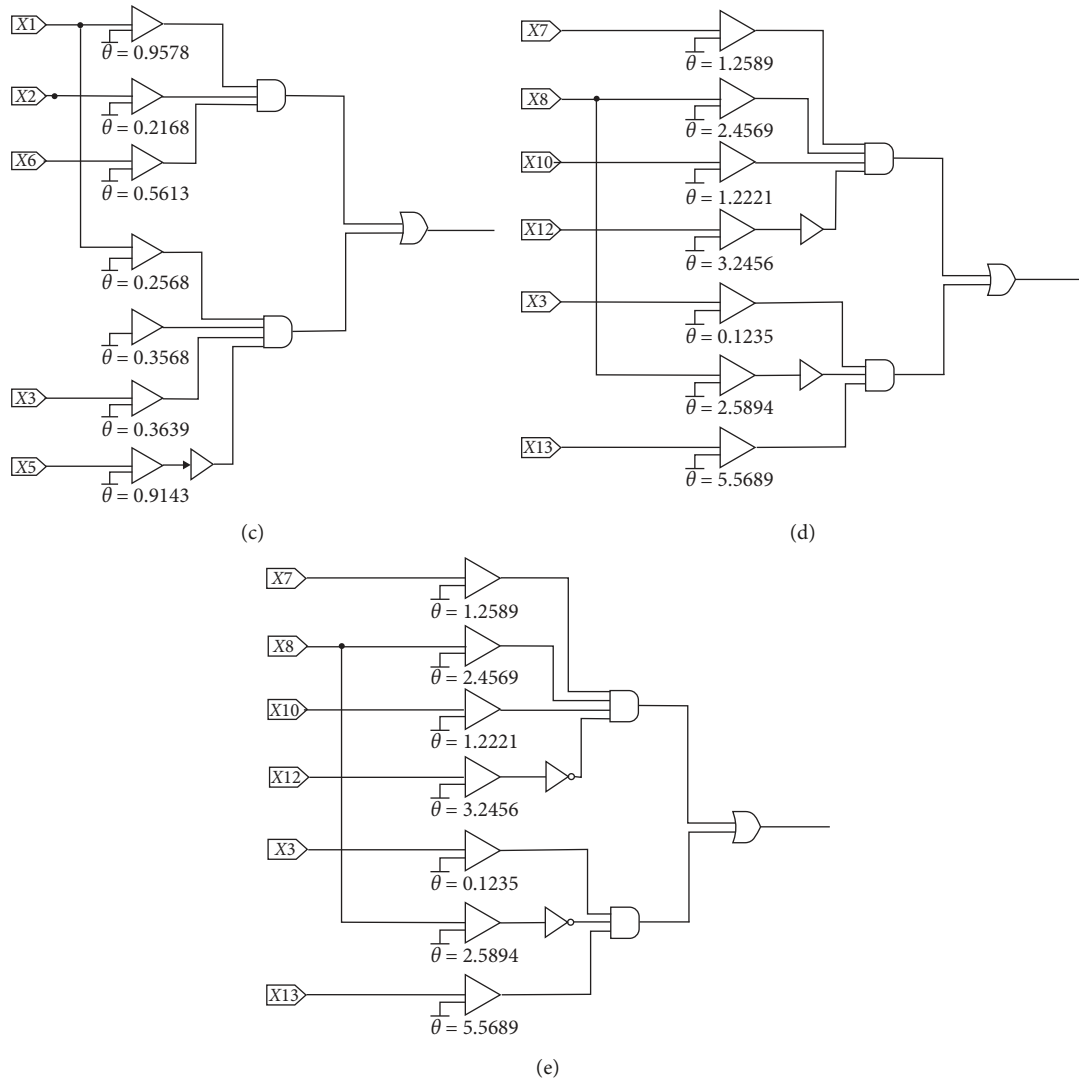 X1
θ = 0.9578
X2
θ = 0.2168
X6
θ = 0.5613
θ = 0.2568
θ = 0.3568
X3
θ = 0.3639
X5
θ = 0.9143
(c)
X7
θ = 1.2589
X8
θ = 2.4569
X10
θ = 1.2221
X12
θ = 3.2456
X3
θ = 0.1235
θ = 2.5894
X13
θ = 5.5689
(d)
X7
θ = 1.2589
X8
θ = 2.4569
X10
θ = 1.2221
X12
θ = 3.2456
X3
θ = 0.1235
θ = 2.5894
X13
θ = 5.5689
(e)